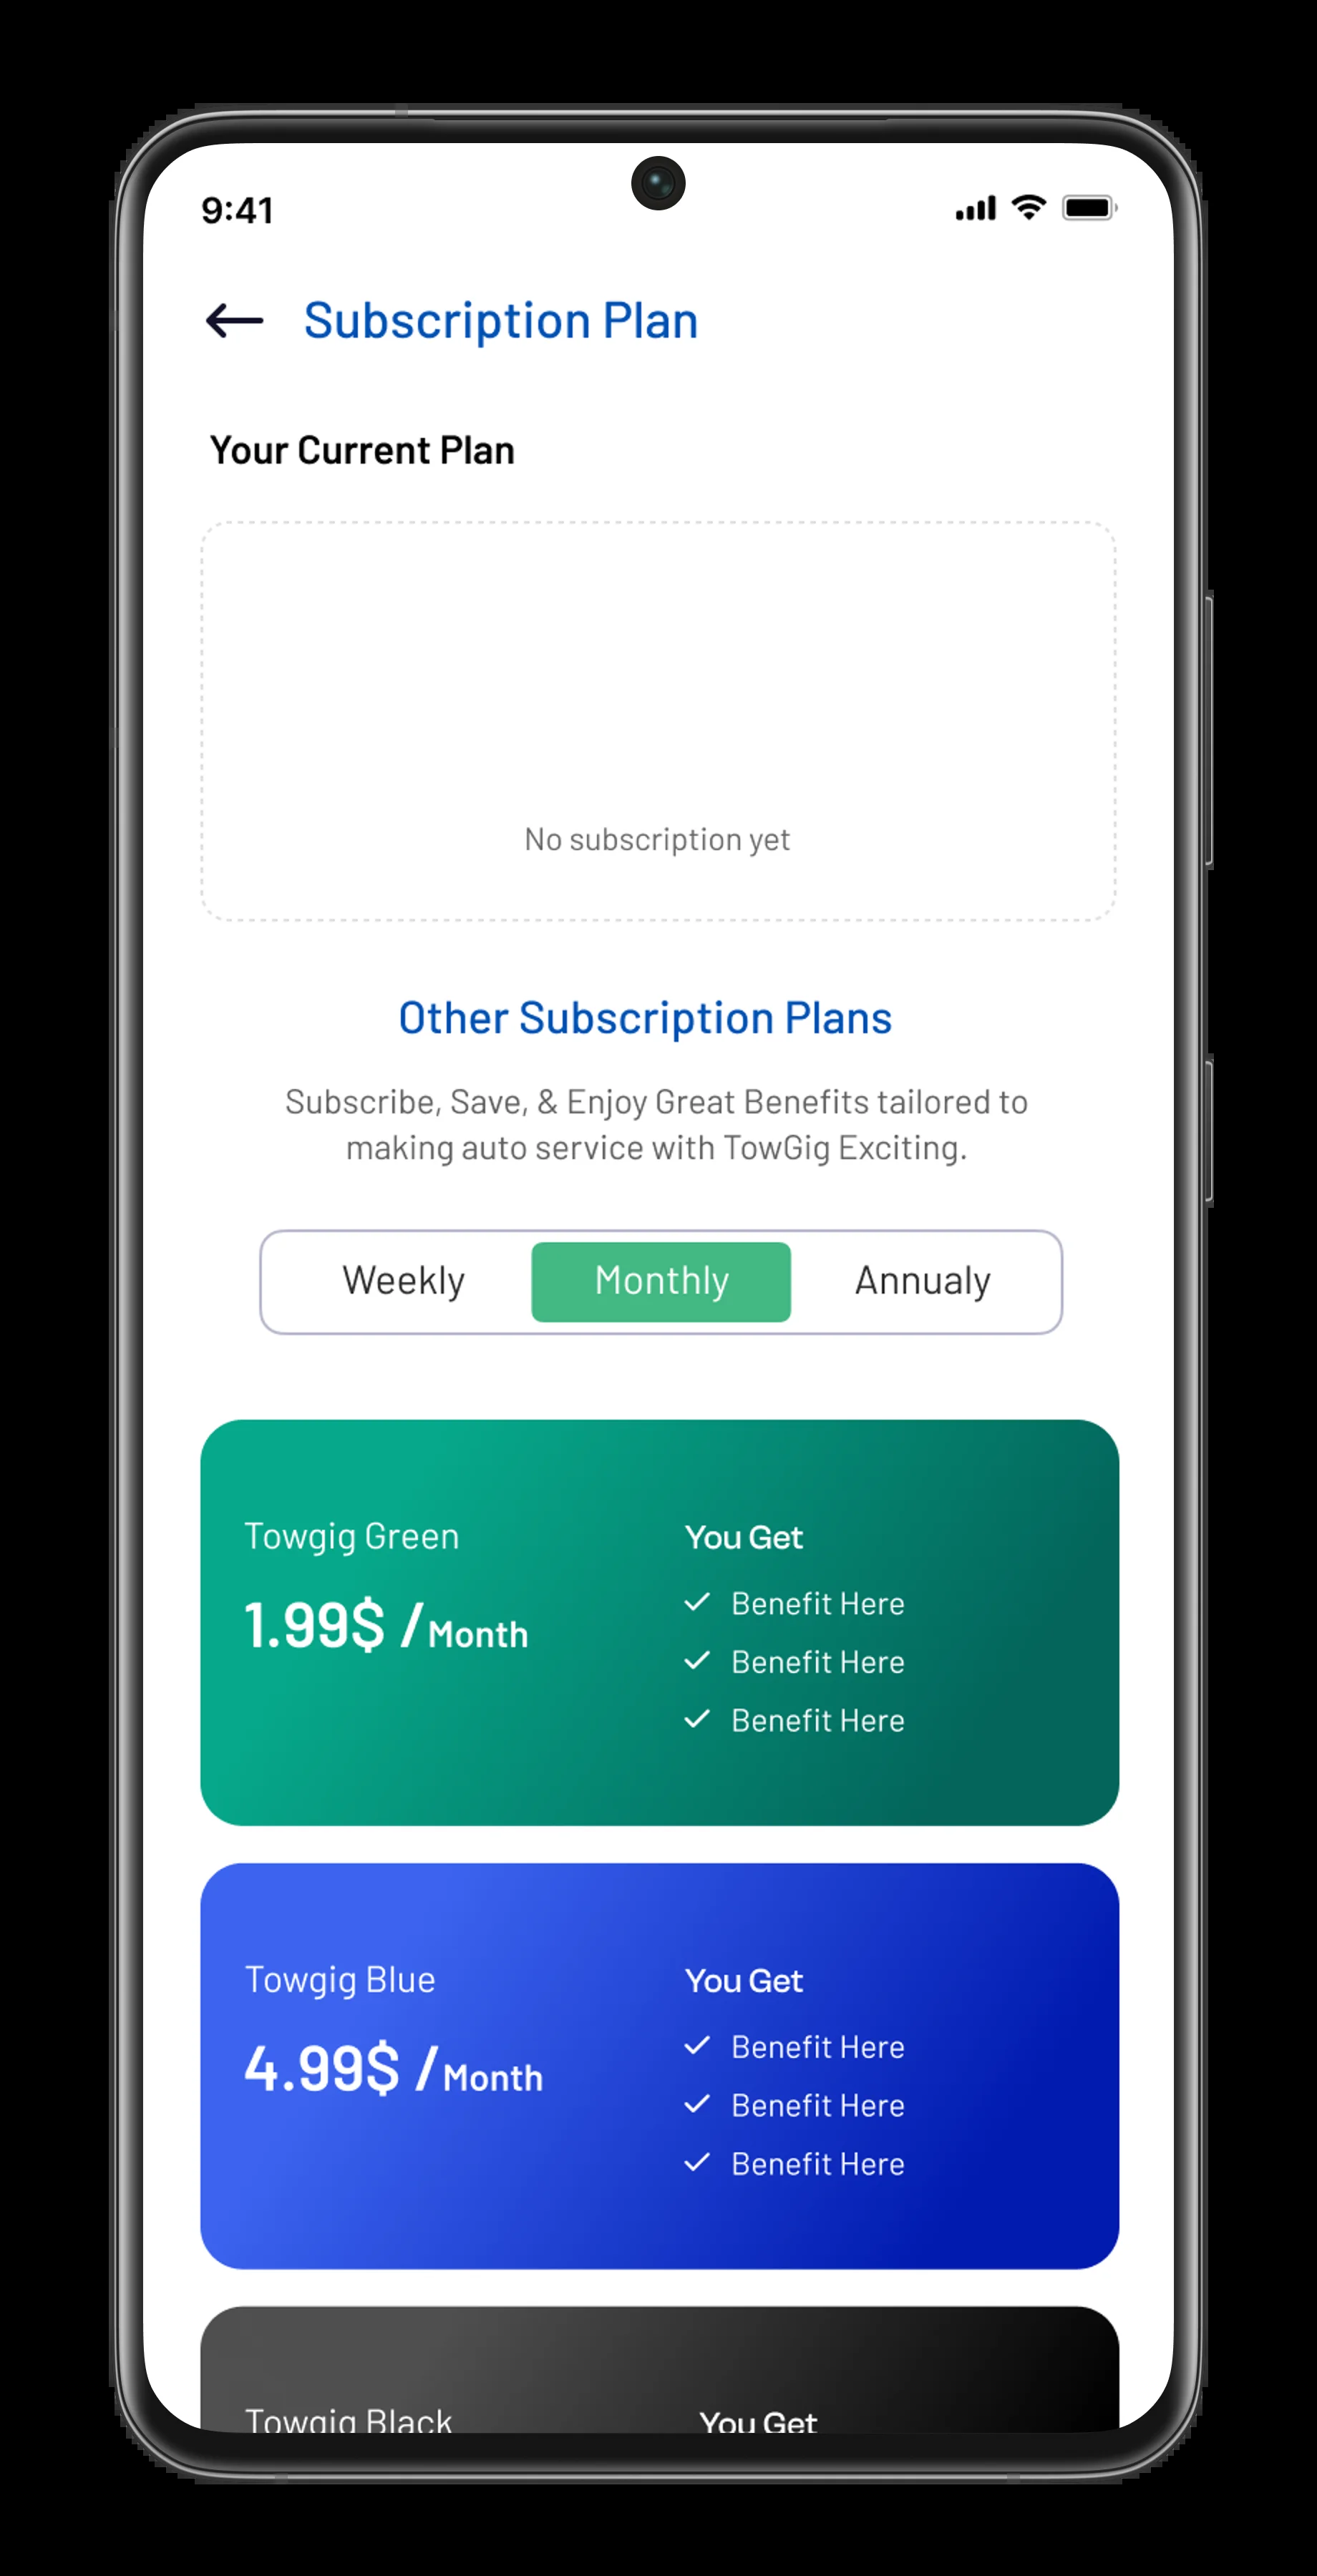 9:41
Subscription Plan
Your Current Plan
No subscription yet
Other Subscription Plans
Subscribe, Save, & Enjoy Great Benefits tailored to
making auto service with TowGig Exciting.
Weekly Monthly Annualy
Towgig Green
1.99$ /Month
You Get
Benefit Here
Benefit Here
Benefit Here
Towgig Blue
4.99$ /Month
You Get
Benefit Here
Benefit Here
Benefit Here
Towgig Black
You Get